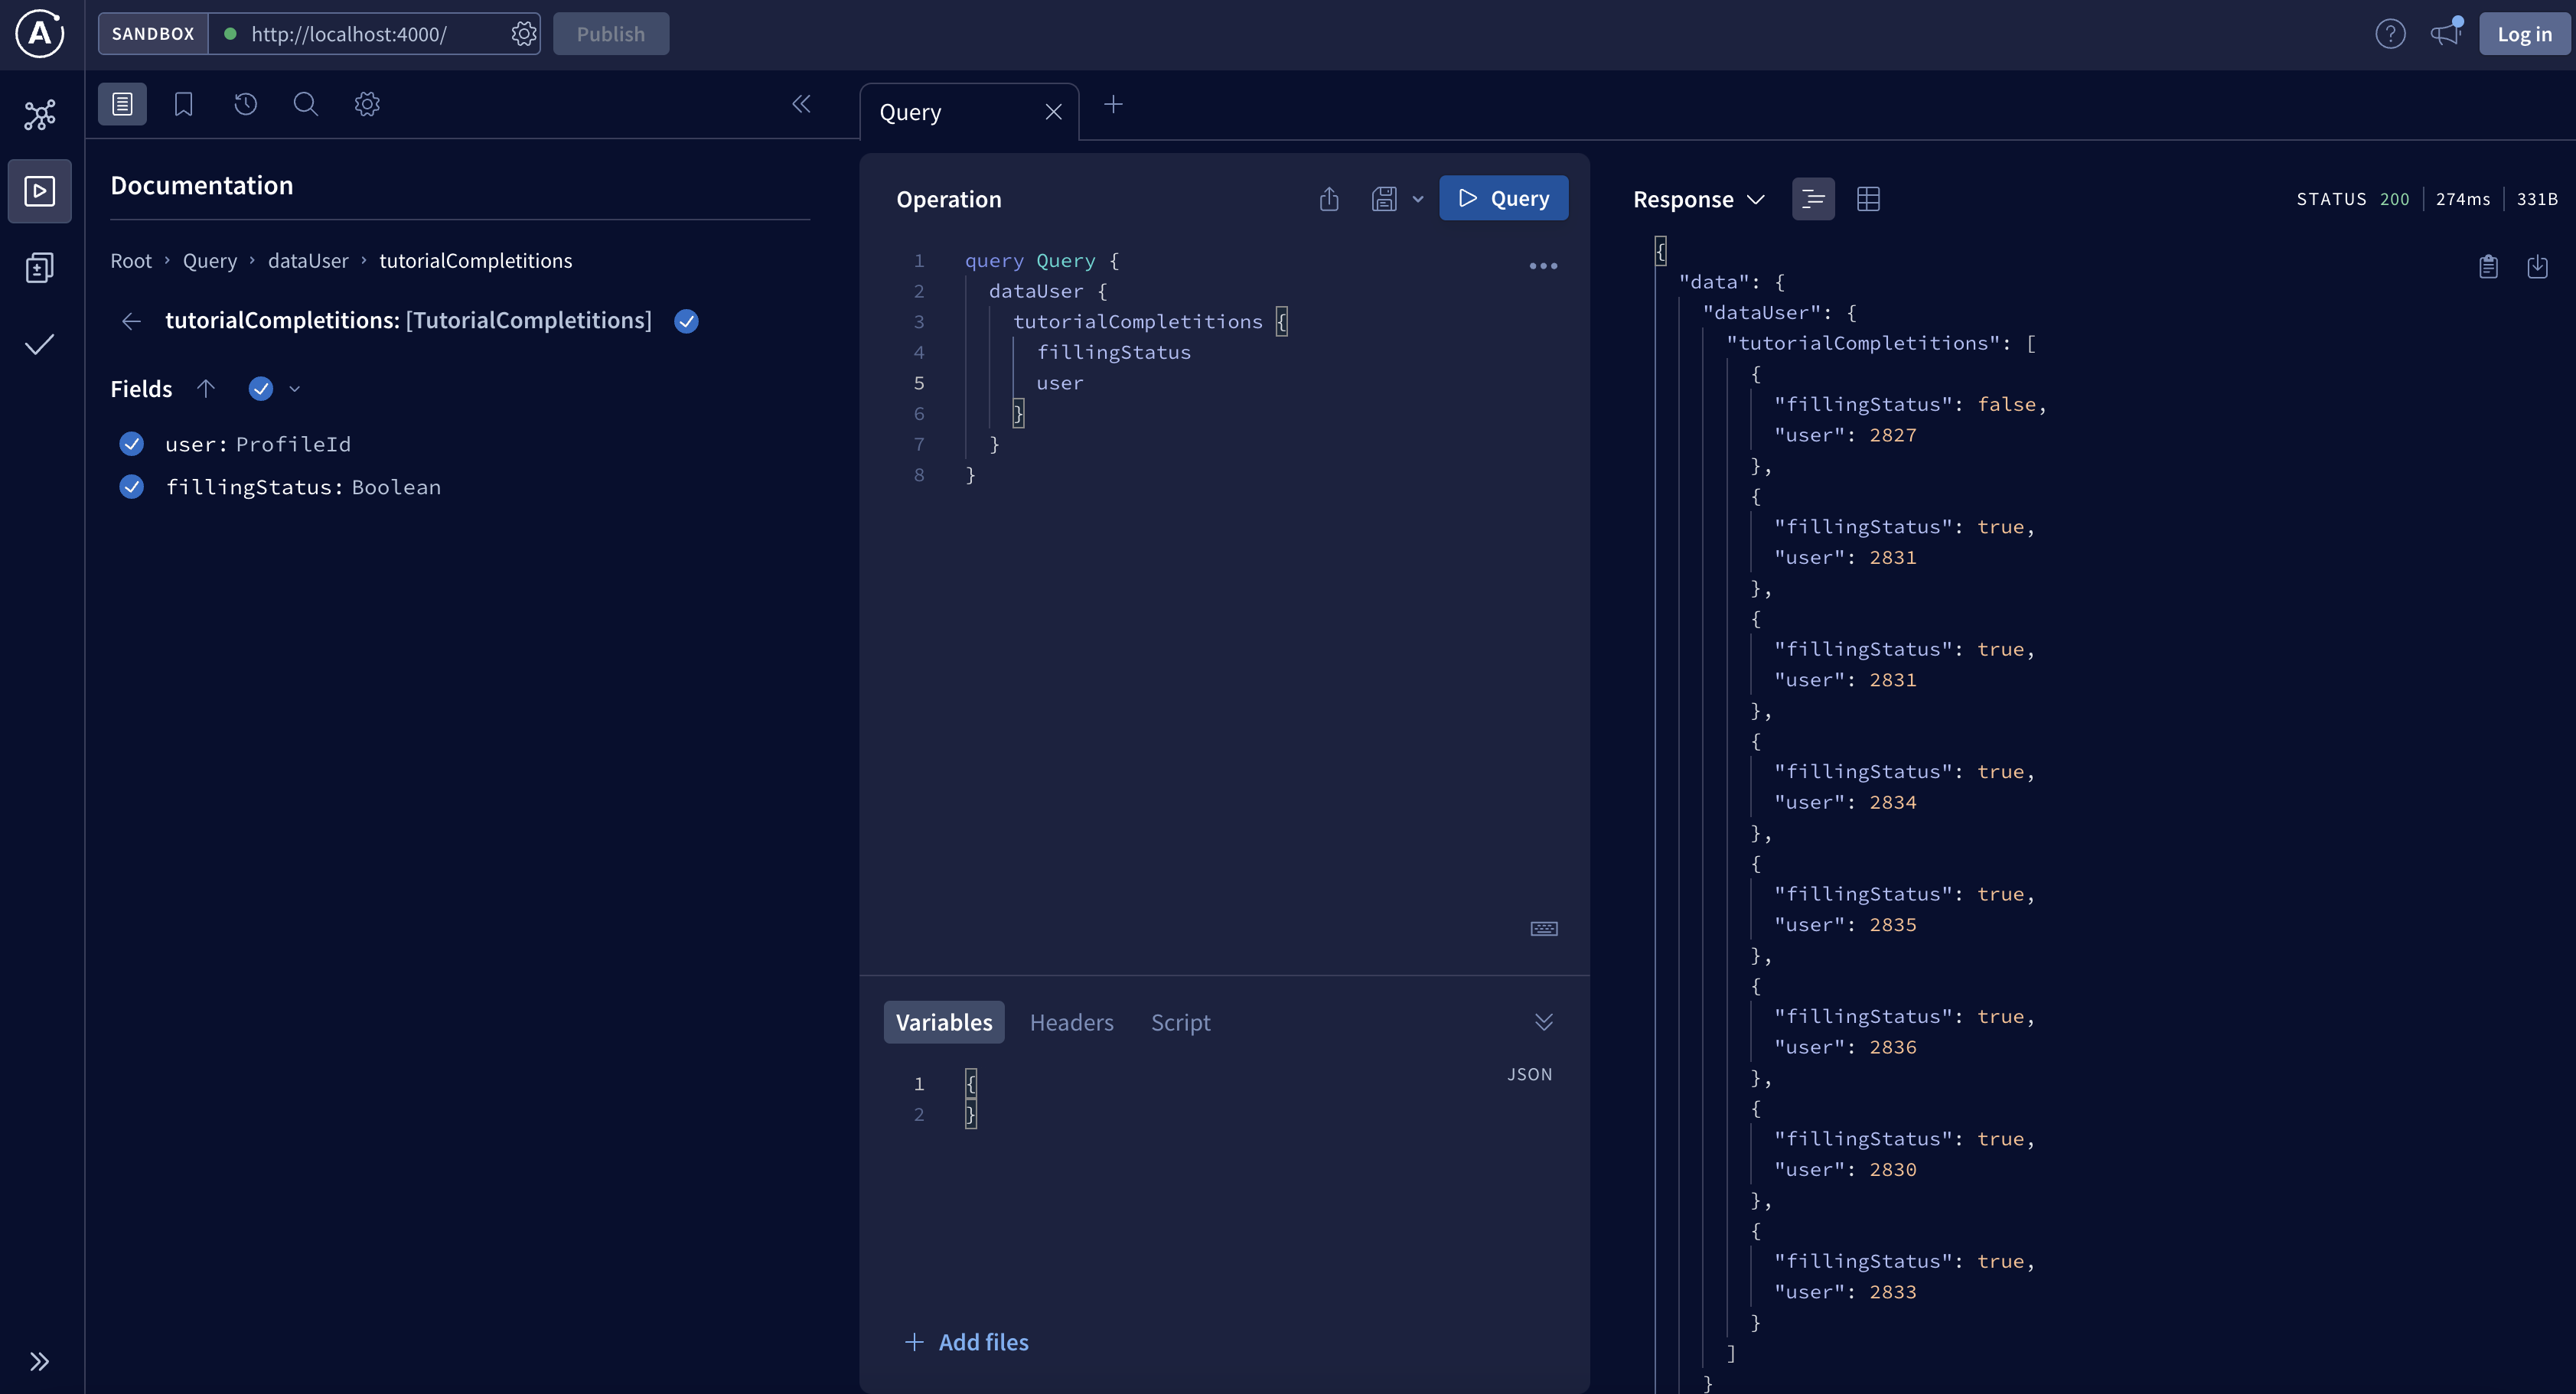 A
SANDBOX
http://localhost:4000/
Publish
?
Log in
Query
Documentation
Root › Query › dataUser › tutorialCompletitions
tutorialCompletitions: [TutorialCompletitions]
Fields
user: ProfileId
fillingStatus: Boolean
Operation
Query
1 query Query {
2 dataUser {
3 tutorialCompletitions {
4 fillingStatus
5 user
6 }
7 }
8 }
Variables
Headers
Script
JSON
1 {
2 }
Add files
Response
STATUS 200
274ms
331B
{
"data": {
"dataUser": {
"tutorialCompletitions": [
{
"fillingStatus": false,
"user": 2827
},
{
"fillingStatus": true,
"user": 2831
},
{
"fillingStatus": true,
"user": 2831
},
{
"fillingStatus": true,
"user": 2834
},
{
"fillingStatus": true,
"user": 2835
},
{
"fillingStatus": true,
"user": 2836
},
{
"fillingStatus": true,
"user": 2830
},
{
"fillingStatus": true,
"user": 2833
}
]
}